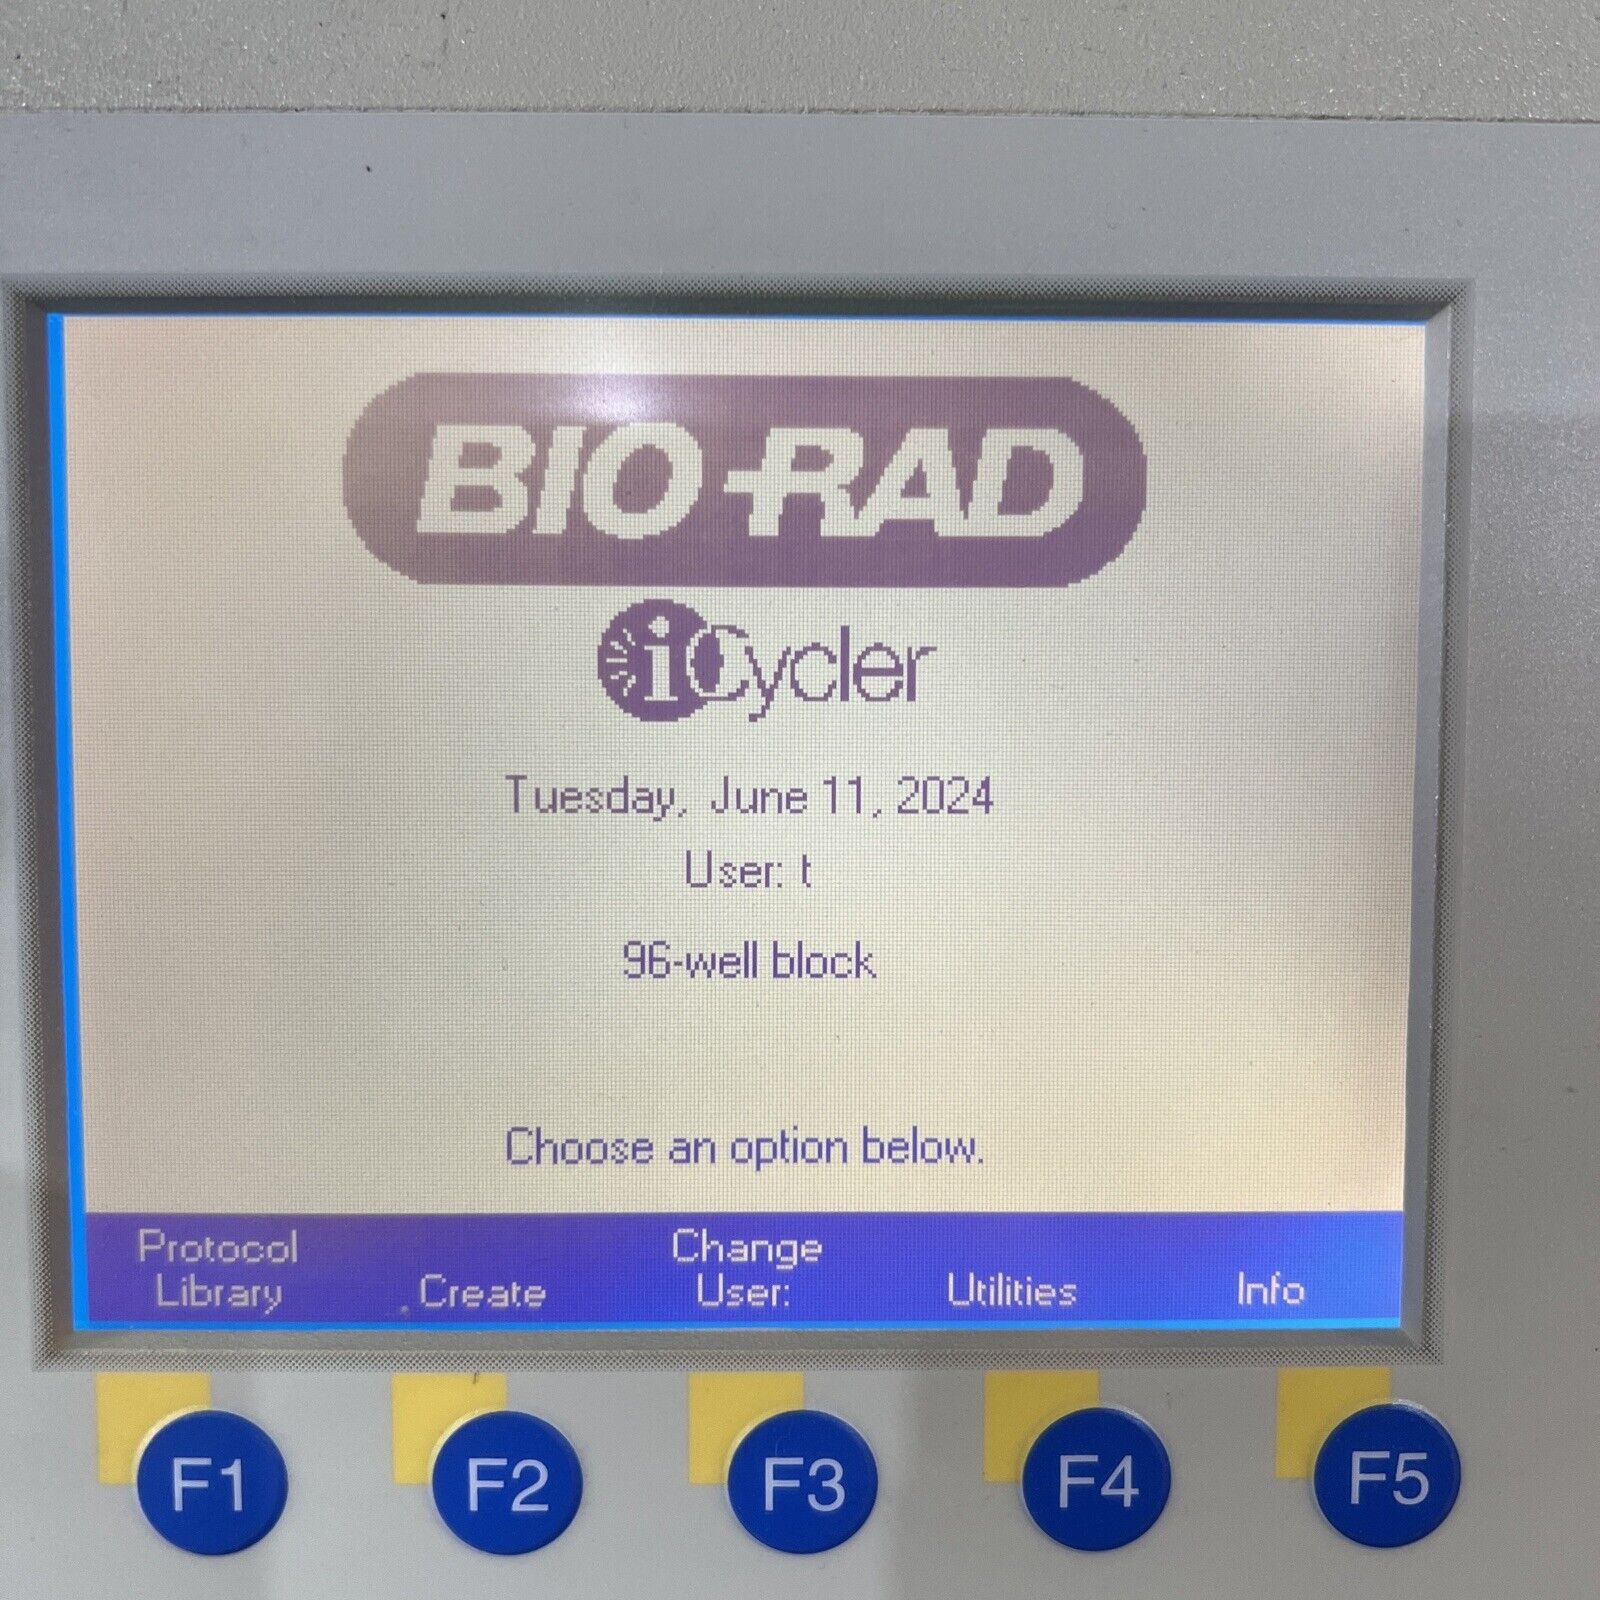 BIO-RAD
iCycler
Tuesday, June 11, 2024
User: t
96-well block
Choose an option below.
Protocol Library
Create
Change User:
Utilities
Info
F1 F2 F3 F4 F5